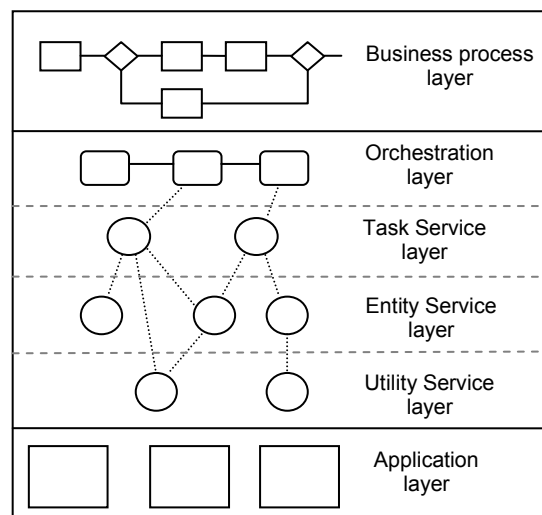 Business process
layer
Orchestration
layer
Task Service
layer
Entity Service
layer
Utility Service
layer
Application
layer